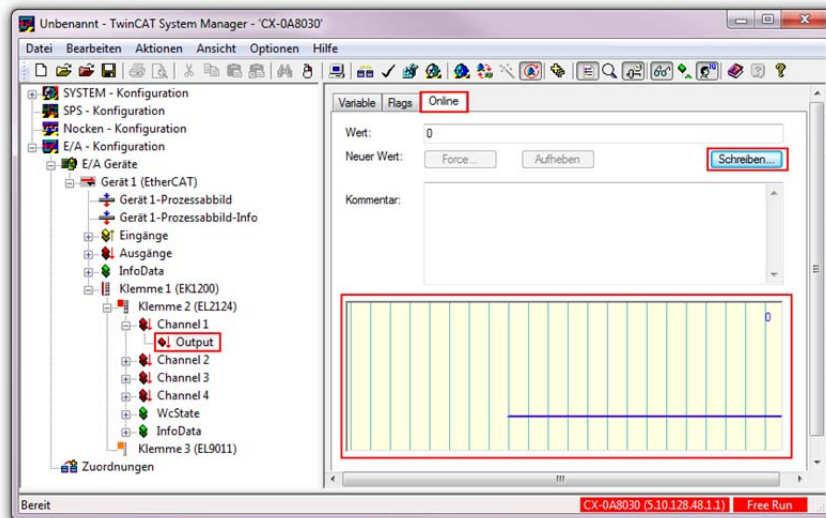 Unbenannt - TwinCAT System Manager - 'CX-0A8030'
Datei Bearbeiten Aktionen Ansicht Optionen Hilfe
SYSTEM - Konfiguration
SPS - Konfiguration
Nocken - Konfiguration
E/A - Konfiguration
E/A Geräte
Gerät 1 (EtherCAT)
Gerät 1-Prozessabbild
Gerät 1-Prozessabbild-Info
Eingänge
Ausgänge
InfoData
Klemme 1 (EK1200)
Klemme 2 (EL2124)
Channel 1
Output
Channel 2
Channel 3
Channel 4
WcState
InfoData
Klemme 3 (EL9011)
Zuordnungen
Variable Flags Online
Wert: 0
Neuer Wert: Force... Aufheben Schreiben...
Kommentar:
0
Bereit CX-0A8030 (5.10.128.48.1.1) Free Run